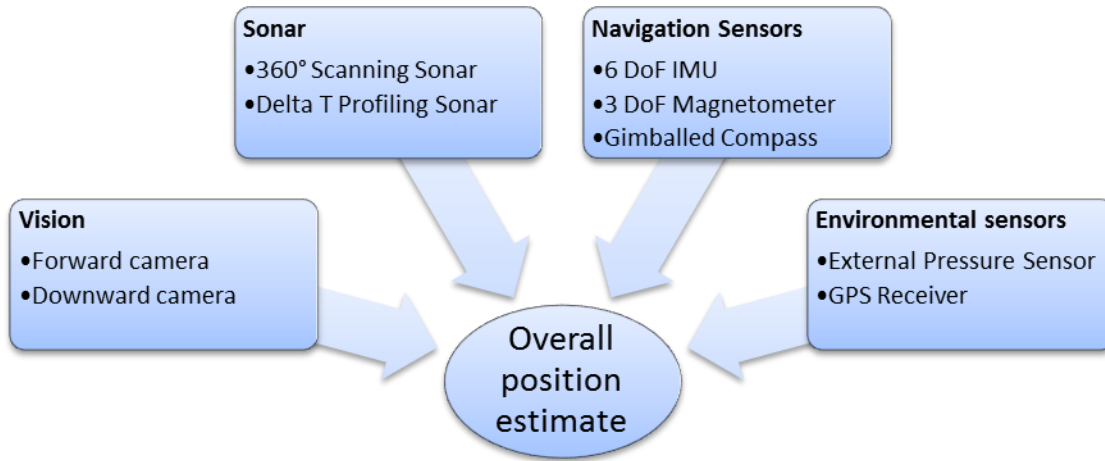 Sonar
•360° Scanning Sonar
•Delta T Profiling Sonar
Navigation Sensors
•6 DoF IMU
•3 DoF Magnetometer
•Gimballed Compass
Vision
•Forward camera
•Downward camera
Environmental sensors
•External Pressure Sensor
•GPS Receiver
Overall
position
estimate